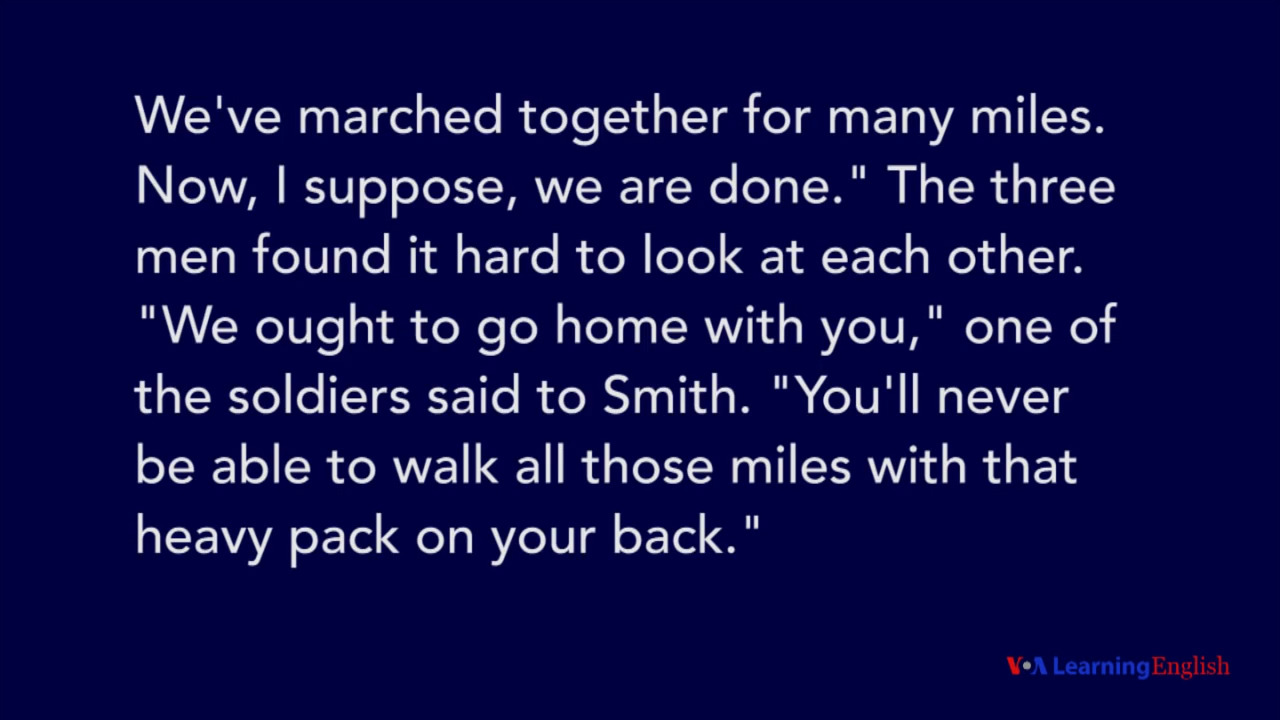 We've marched together for many miles.
Now, I suppose, we are done." The three
men found it hard to look at each other.
"We ought to go home with you," one of
the soldiers said to Smith. "You'll never
be able to walk all those miles with that
heavy pack on your back."
VOA Learning English